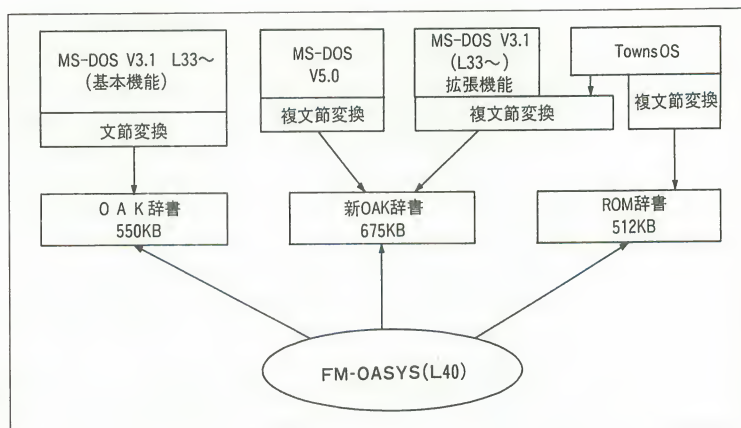 MS-DOS V3.1 L33～
(基本機能)
文節変換
MS-DOS
V5.0
複文節変換
MS-DOS V3.1
(L33～)
拡張機能
複文節変換
TownsOS
複文節変換
OAK辞書
550KB
新OAK辞書
675KB
ROM辞書
512KB
FM-OASYS(L40)